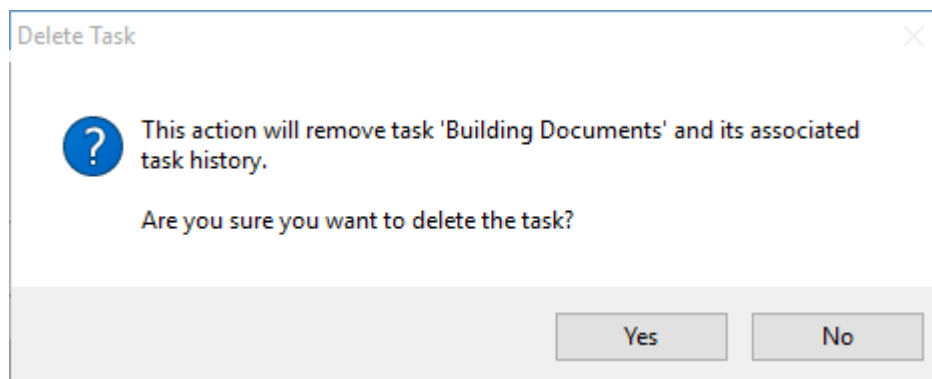 Delete Task
This action will remove task 'Building Documents' and its associated
task history.
Are you sure you want to delete the task?
Yes
No